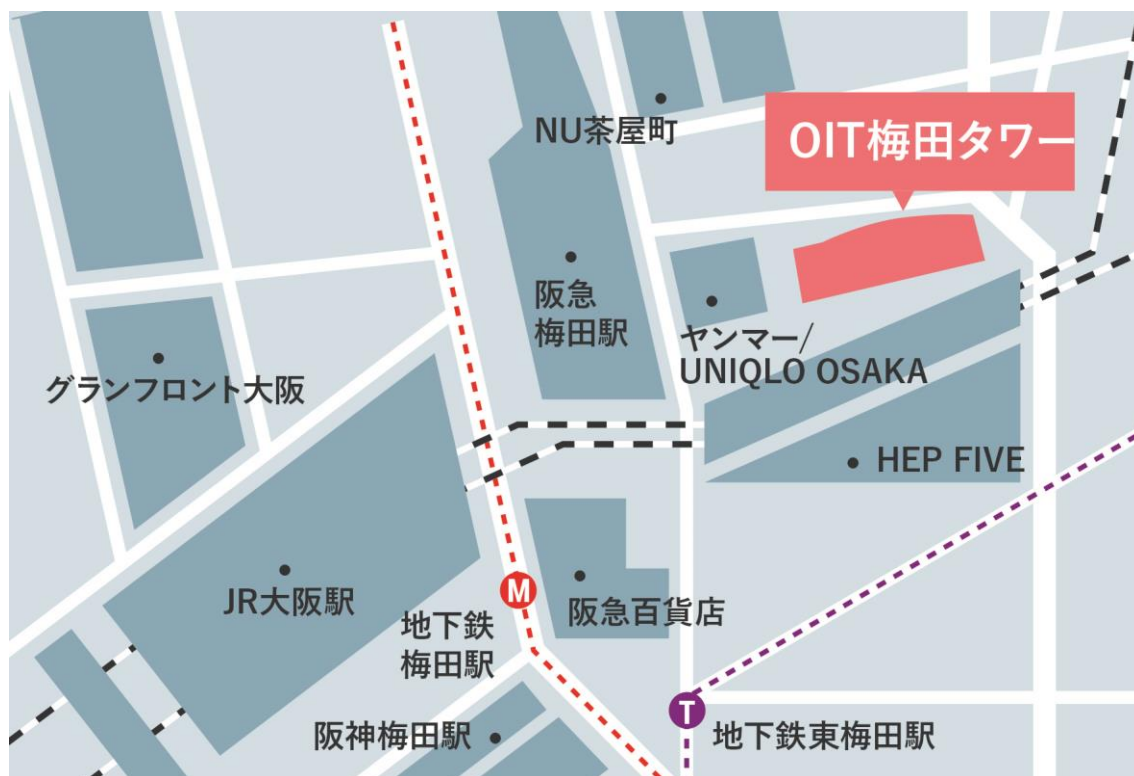 NU茶屋町
OIT梅田タワー
阪急
梅田駅
ヤンマー/
UNIQLO OSAKA
グランフロント大阪
HEP FIVE
JR大阪駅
M
地下鉄
梅田駅
阪急百貨店
T
阪神梅田駅
地下鉄東梅田駅